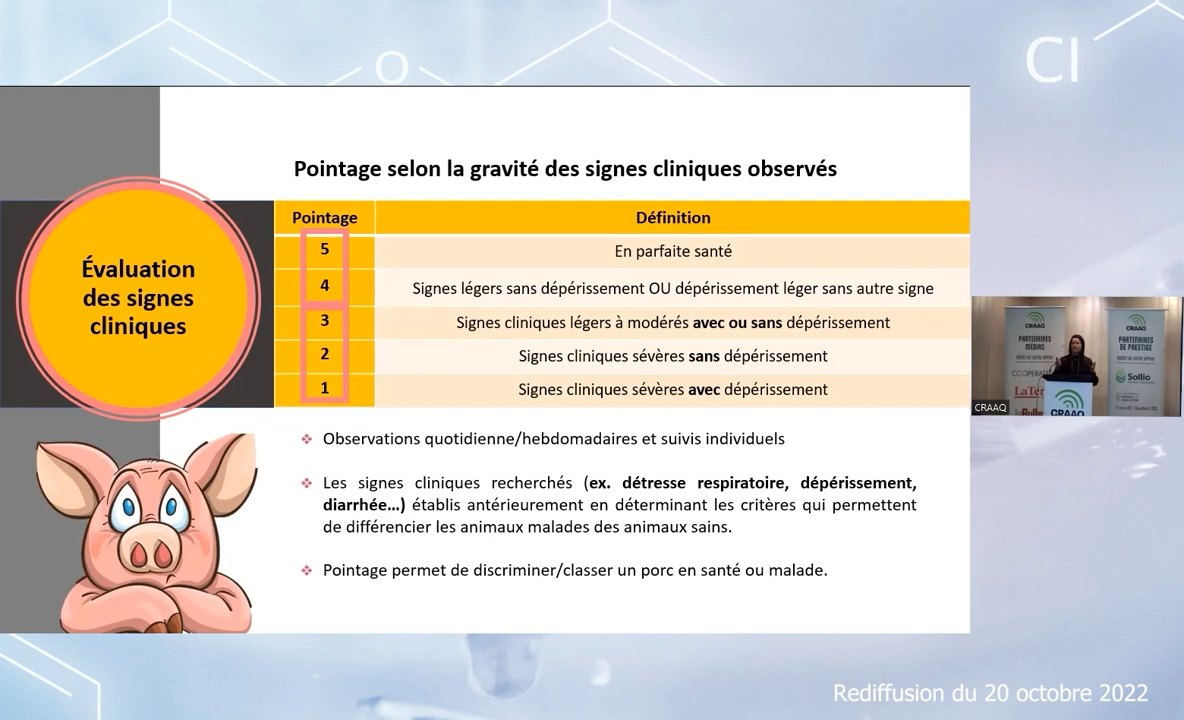 O
Cl
Pointage selon la gravité des signes cliniques observés
Évaluation
des signes
cliniques
Pointage Définition
5 En parfaite santé
4 Signes légers sans dépérissement OU dépérissement léger sans autre signe
3 Signes cliniques légers à modérés avec ou sans dépérissement
2 Signes cliniques sévères sans dépérissement
1 Signes cliniques sévères avec dépérissement
Observations quotidienne/hebdomadaires et suivis individuels
Les signes cliniques recherchés (ex. détresse respiratoire, dépérissement,
diarrhée...) établis antérieurement en déterminant les critères qui permettent
de différencier les animaux malades des animaux sains.
Pointage permet de discriminer/classer un porc en santé ou malade.
CRAAQ
PARTENAIRES
MÉDIAS
CRAAQ
PARTENAIRES
DE PRESTIGE
Sollio
CRAAQ
CRAAQ
Rediffusion du 20 octobre 2022